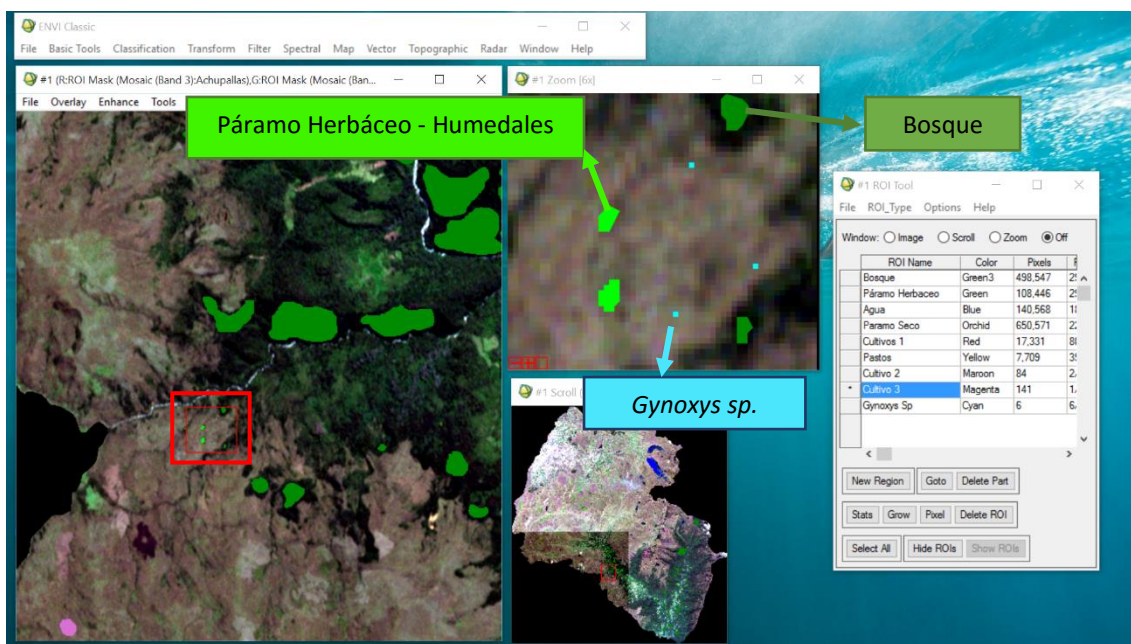 ENVI Classic
File Basic Tools Classification Transform Filter Spectral Map Vector Topographic Radar Window Help
#1 (R:ROI Mask (Mosaic (Band 3):Achupallas),G:ROI Mask (Mosaic (Ban...
File Overlay Enhance Tools
#1 Zoom [6x]
Páramo Herbáceo - Humedales
Bosque
Gynoxys sp.
#1 Scroll (
#1 ROI Tool
File ROI_Type Options Help
Window: Image Scroll Zoom Off
ROI Name Color Pixels
Bosque Green3 498,547
Páramo Herbaceo Green 108,446
Agua Blue 140,568
Paramo Seco Orchid 650,571
Cultivos 1 Red 17,331
Pastos Yellow 7,709
Cultivo 2 Maroon 84
* Cultivo 3 Magenta 141
Gynoxys Sp Cyan 6
New Region Goto Delete Part
Stats Grow Pixel Delete ROI
Select All Hide ROIs Show ROIs